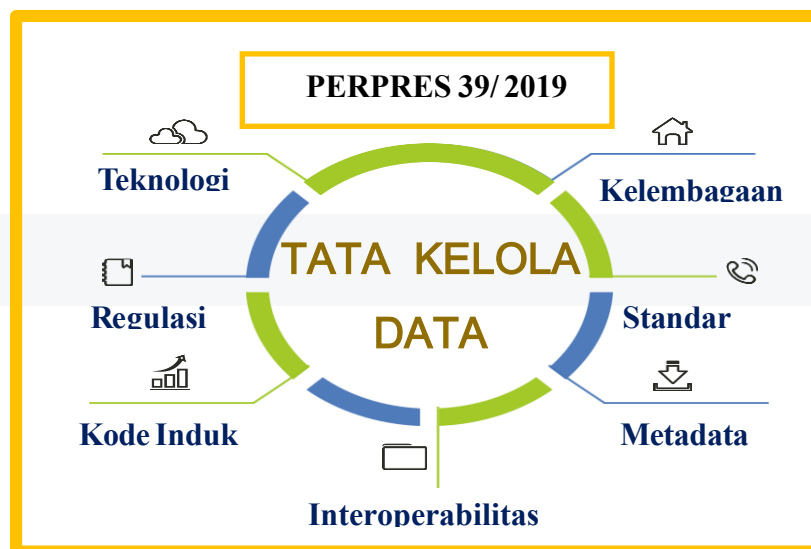 PERPRES 39/ 2019
Teknologi
Kelembagaan
TATA KELOLA
DATA
Regulasi
Standar
Kode Induk
Metadata
Interoperabilitas